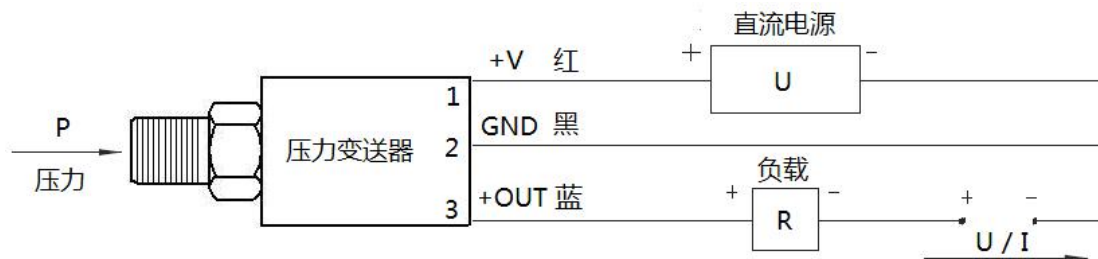 直流电源
+V 红
+ U -
1
P
压力
压力变送器
GND 黑
2
负载
+OUT 蓝
3
+ R -
+ -
U / I